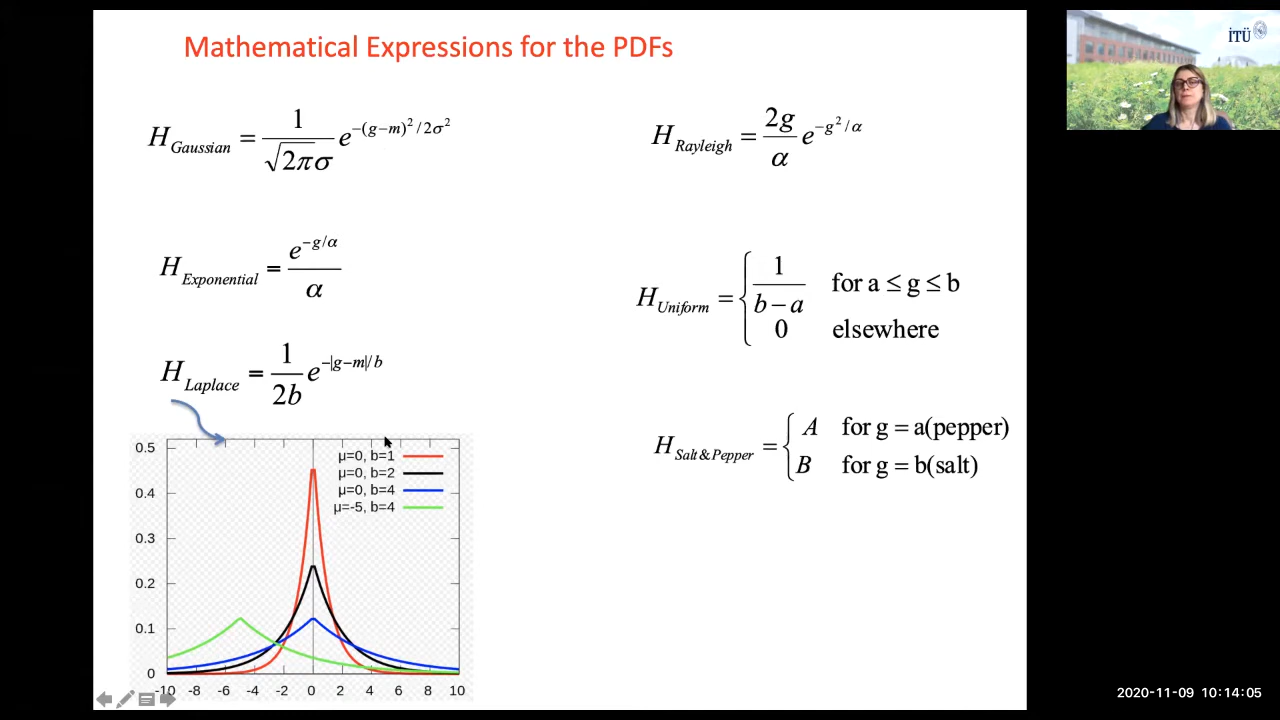 Mathematical Expressions for the PDFs
İTÜ
H_Gaussian = 1/(√2πσ) e^−(g−m)²/2σ²
H_Rayleigh = 2g/α e^−g²/α
H_Exponential = e^−g/α / α
H_Uniform = { 1/(b−a) for a ≤ g ≤ b
0 elsewhere
H_Laplace = 1/2b e^−|g−m|/b
H_Salt&Pepper = { A for g = a(pepper)
B for g = b(salt)
0.5
0.4
0.3
0.2
0.1
0
μ=0, b=1
μ=0, b=2
μ=0, b=4
μ=-5, b=4
-10 -8 -6 -4 -2 0 2 4 6 8 10
2020-11-09 10:14:05